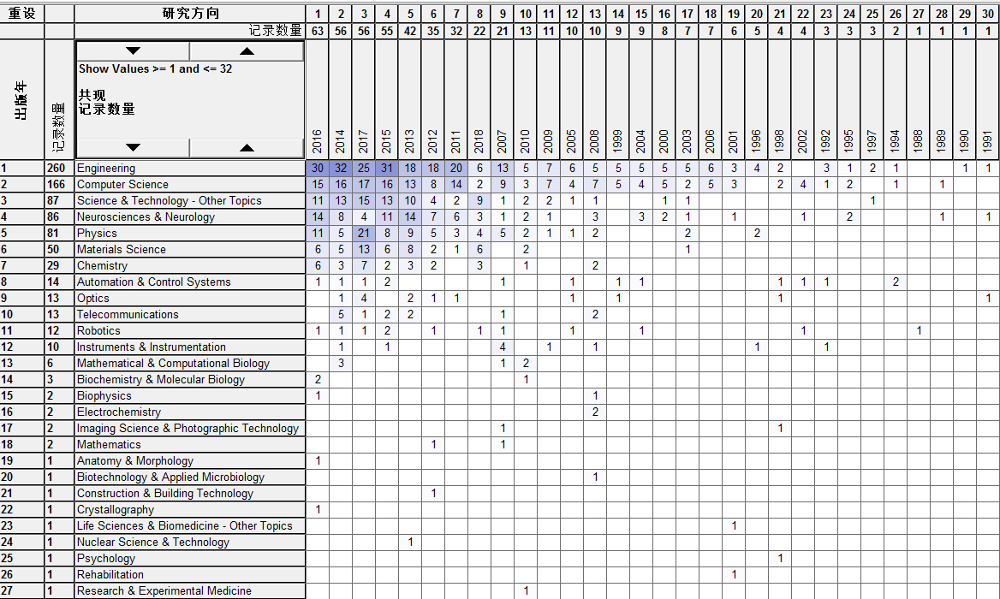 重设 研究方向 1 2 3 4 5 6 7 8 9 10 11 12 13 14 15 16 17 18 19 20 21 22 23 24 25 26 27 28 29 30
记录数量 63 56 56 55 42 35 32 22 21 13 11 10 10 9 9 8 7 7 6 5 4 4 3 3 3 2 1 1 1 1
出版年
记录数量
Show Values >= 1 and <= 32
共现
记录数量
2016 2014 2017 2015 2013 2012 2011 2018 2007 2010 2009 2005 2008 1999 2004 2000 2003 2006 2001 1996 1998 2002 1992 1995 1997 1994 1988 1989 1990 1991
1 260 Engineering 30 32 25 31 18 18 20 6 13 5 7 6 5 5 5 5 5 6 3 4 2 3 1 2 1 1 1
2 166 Computer Science 15 16 17 16 13 8 14 2 9 3 7 4 7 5 4 5 2 5 3 2 4 1 2 1 1
3 87 Science & Technology - Other Topics 11 13 15 13 10 4 2 9 1 2 2 1 1 1 1 1
4 86 Neurosciences & Neurology 14 8 4 11 14 7 6 3 1 2 1 3 3 2 1 1 1 2 1 1
5 81 Physics 11 5 21 8 9 5 3 4 5 2 1 1 2 2 2
6 50 Materials Science 6 5 13 6 8 2 1 6 2 1
7 29 Chemistry 6 3 7 2 3 2 3 1 2
8 14 Automation & Control Systems 1 1 1 2 1 1 1 1 1 1 1 2
9 13 Optics 1 4 2 1 1 1 1 1 1
10 13 Telecommunications 5 1 2 2 1 2
11 12 Robotics 1 1 1 2 1 1 1 1 1 1 1
12 10 Instruments & Instrumentation 1 1 4 1 1 1 1
13 6 Mathematical & Computational Biology 3 1 2
14 3 Biochemistry & Molecular Biology 2 1
15 2 Biophysics 1 1
16 2 Electrochemistry 2
17 2 Imaging Science & Photographic Technology 1 1
18 2 Mathematics 1 1
19 1 Anatomy & Morphology 1
20 1 Biotechnology & Applied Microbiology 1
21 1 Construction & Building Technology 1
22 1 Crystallography 1
23 1 Life Sciences & Biomedicine - Other Topics 1
24 1 Nuclear Science & Technology 1
25 1 Psychology 1
26 1 Rehabilitation 1
27 1 Research & Experimental Medicine 1